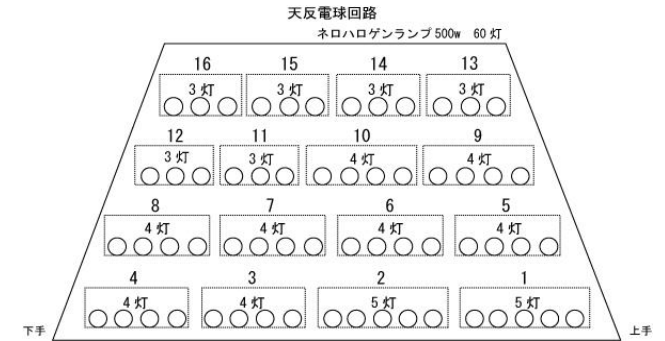 天反電球回路
ネロハロゲンランプ 500w 60 灯
16 15 14 13
3 灯 3 灯 3 灯 3 灯
12 11 10 9
3 灯 3 灯 4 灯 4 灯
8 7 6 5
4 灯 4 灯 4 灯 4 灯
4 3 2 1
4 灯 4 灯 5 灯 5 灯
下手 上手